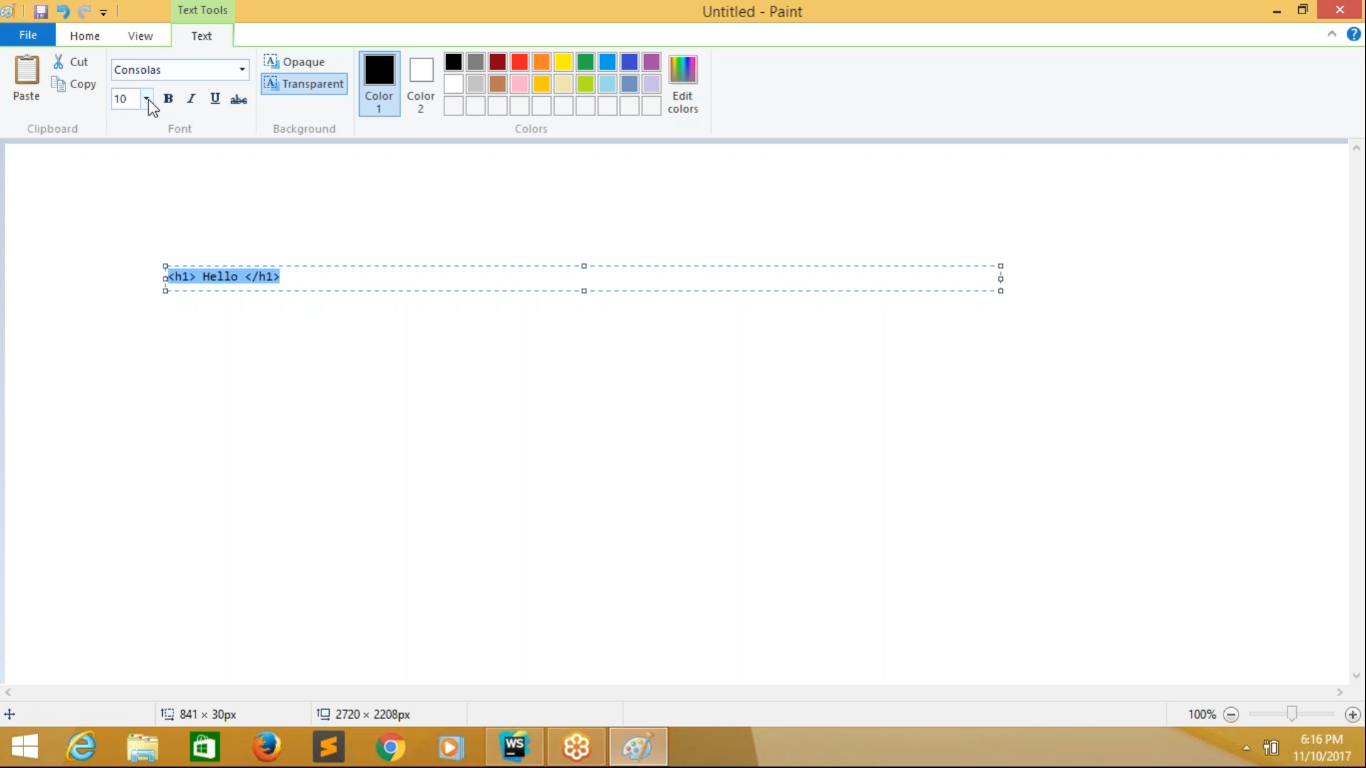 Text Tools
Untitled - Paint
File
Home
View
Text
?
Paste
Cut
Copy
Clipboard
Consolas
10
B I U abc
Font
A Opaque
A Transparent
Background
Color 1
Color 2
Edit colors
Colors
<h1> Hello </h1>
841 × 30px
2720 × 2208px
100%
WS
6:16 PM
11/10/2017